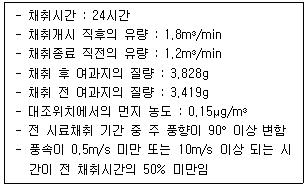 - 채취시간 : 24시간
- 채취개시 직후의 유량 : 1.8m³/min
- 채취종료 직전의 유량 : 1.2m³/min
- 채취 후 여과지의 질량 : 3.828g
- 채취 전 여과지의 질량 : 3.419g
- 대조위치에서의 먼지 농도 : 0.15μg/m³
- 전 시료채취 기간 중 주 풍향이 90° 이상 변함
- 풍속이 0.5m/s 미만 또는 10m/s 이상 되는 시
간이 전 채취시간의 50% 미만임